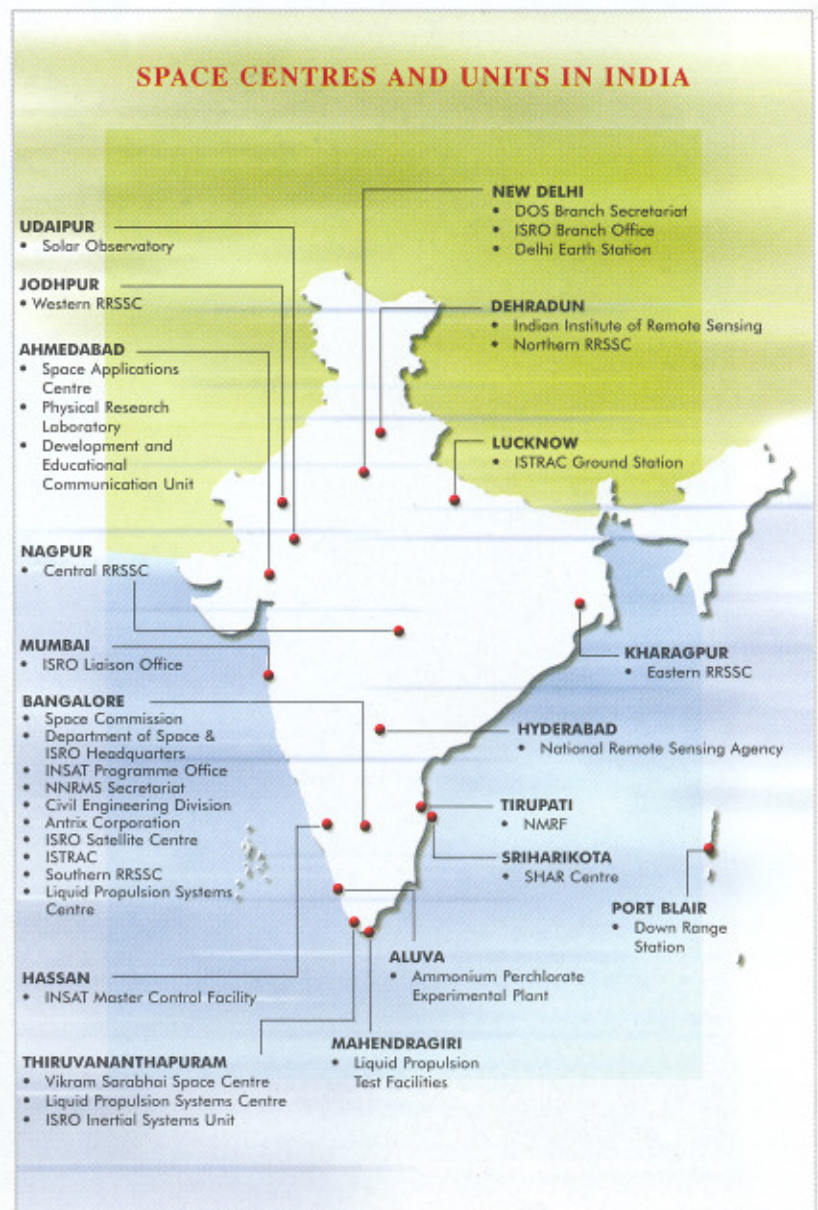 SPACE CENTRES AND UNITS IN INDIA
UDAIPUR
• Solar Observatory
JODHPUR
• Western RRSSC
AHMEDABAD
• Space Applications
Centre
• Physical Research
Laboratory
• Development and
Educational
Communication Unit
NAGPUR
• Central RRSSC
MUMBAI
• ISRO Liaison Office
BANGALORE
• Space Commission
• Department of Space &
ISRO Headquarters
• INSAT Programme Office
• NNRMS Secretariat
• Civil Engineering Division
• Antrix Corporation
• ISRO Satellite Centre
• ISTRAC
• Southern RRSSC
• Liquid Propulsion Systems
Centre
HASSAN
• INSAT Master Control Facility
THIRUVANANTHAPURAM
• Vikram Sarabhai Space Centre
• Liquid Propulsion Systems Centre
• ISRO Inertial Systems Unit
NEW DELHI
• DOS Branch Secretariat
• ISRO Branch Office
• Delhi Earth Station
DEHRADUN
• Indian Institute of Remote Sensing
• Northern RRSSC
LUCKNOW
• ISTRAC Ground Station
KHARAGPUR
• Eastern RRSSC
HYDERABAD
• National Remote Sensing Agency
TIRUPATI
• NMRF
SRIHARIKOTA
• SHAR Centre
PORT BLAIR
• Down Range
Station
ALUVA
• Ammonium Perchlorate
Experimental Plant
MAHENDRAGIRI
• Liquid Propulsion
Test Facilities